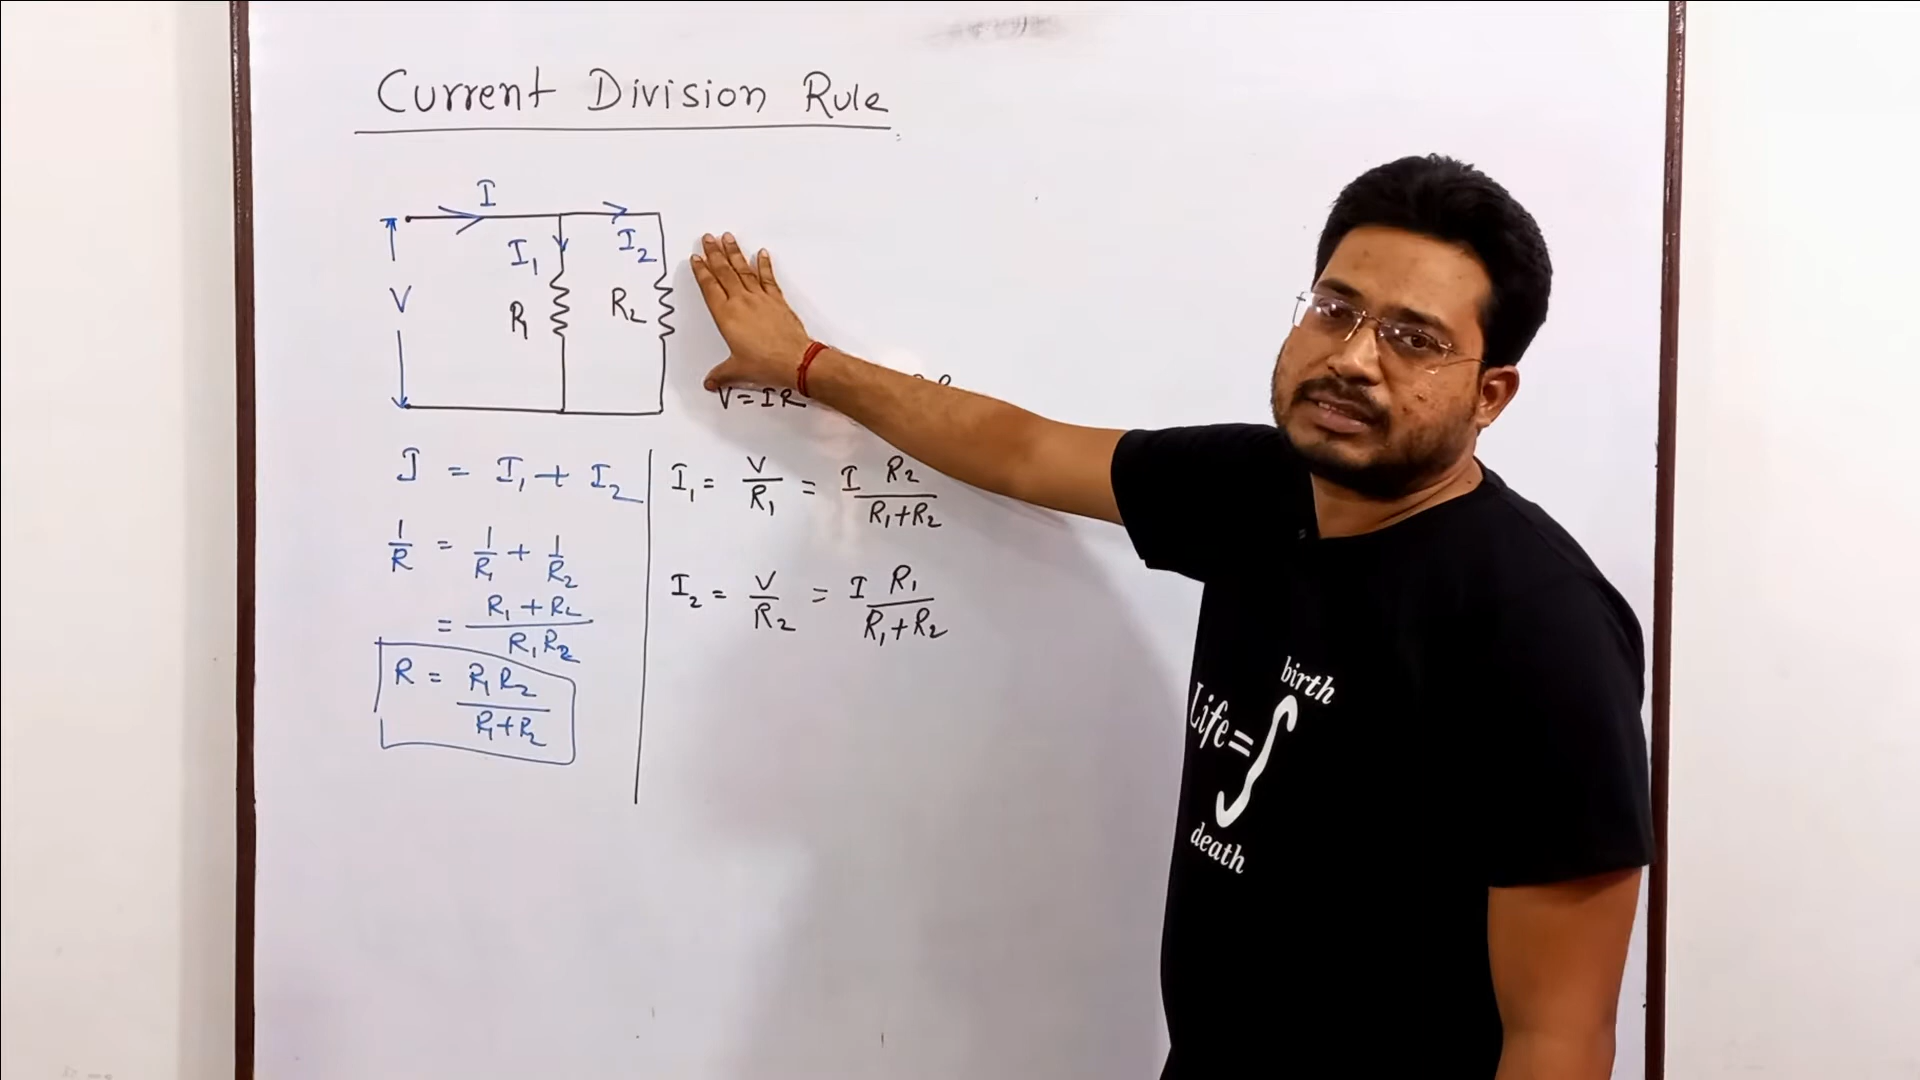 Current Division Rule
I
I₁ I₂
V R₁ R₂
V = IR
I = I₁ + I₂
1/R = 1/R₁ + 1/R₂
= (R₁ + R₂)/(R₁R₂)
R = R₁R₂/(R₁+R₂)
I₁ = V/R₁ = I R₂/(R₁+R₂)
I₂ = V/R₂ = I R₁/(R₁+R₂)
birth
Life=∫
death